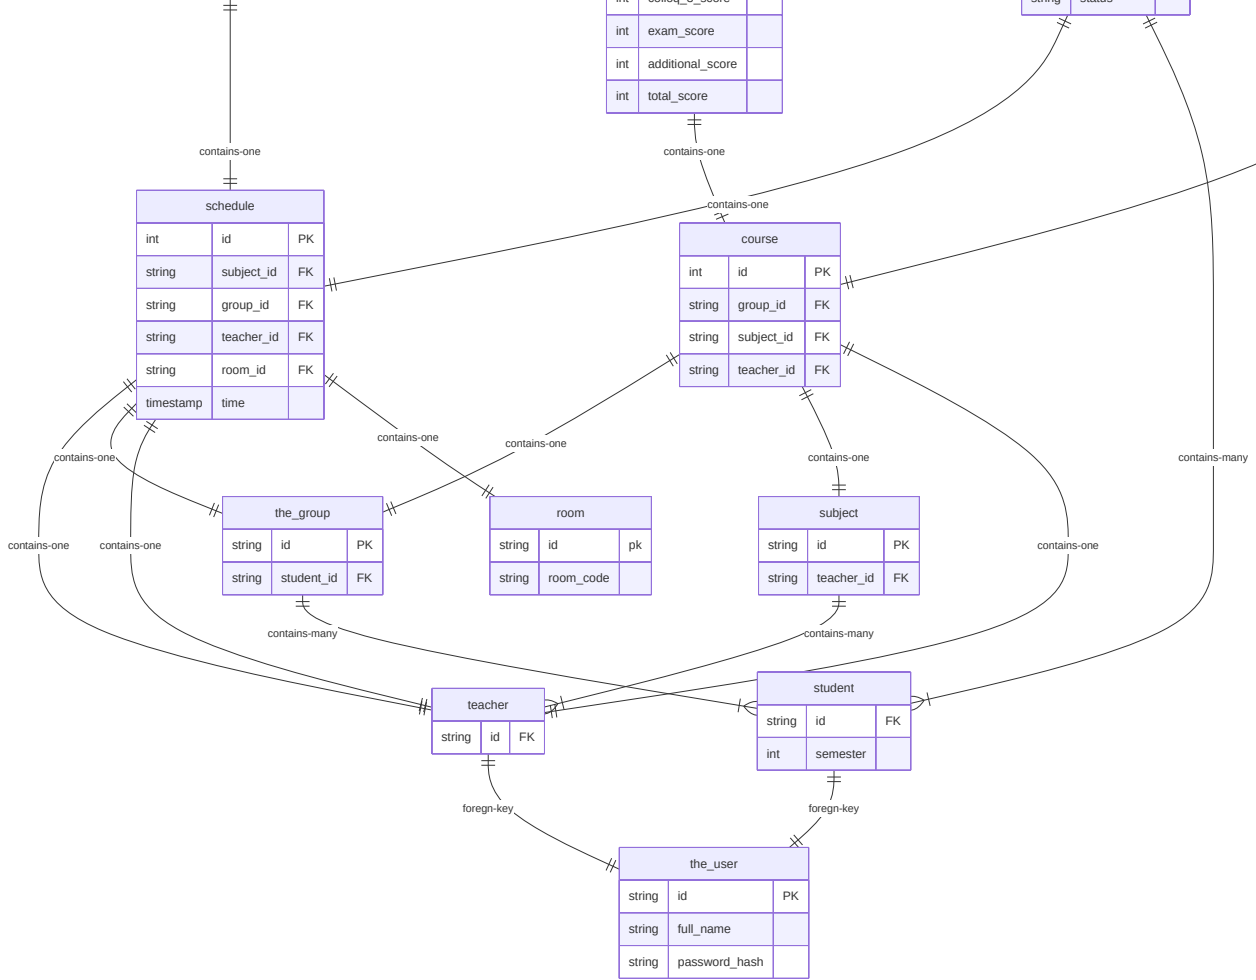 int exam_score
int additional_score
int total_score
string status
contains-one
contains-one
contains-one
schedule
int id PK
string subject_id FK
string group_id FK
string teacher_id FK
string room_id FK
timestamp time
course
int id PK
string group_id FK
string subject_id FK
string teacher_id FK
contains-one
contains-one
contains-one
contains-one
contains-many
the_group
string id PK
string student_id FK
room
string id pk
string room_code
subject
string id PK
string teacher_id FK
contains-one
contains-one
contains-one
contains-many
contains-many
teacher
string id FK
student
string id FK
int semester
foregn-key
foregn-key
the_user
string id PK
string full_name
string password_hash